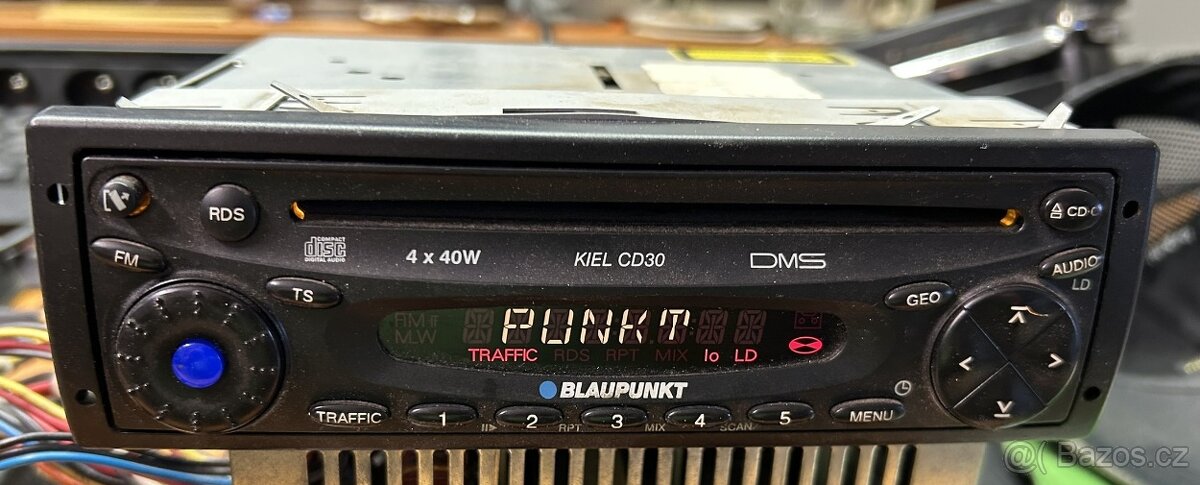 RDS
CD-C
COMPACT
disc
DIGITAL AUDIO
4 x 40W
KIEL CD30
DMS
FM
AUDIO
LD
TS
GEO
PUNKT
M.W
TRAFFIC RDS RPT MIX lo LD
BLAUPUNKT
TRAFFIC
1
2
3
4
5
MENU
RPT
MIX
SCAN
Bazos.cz